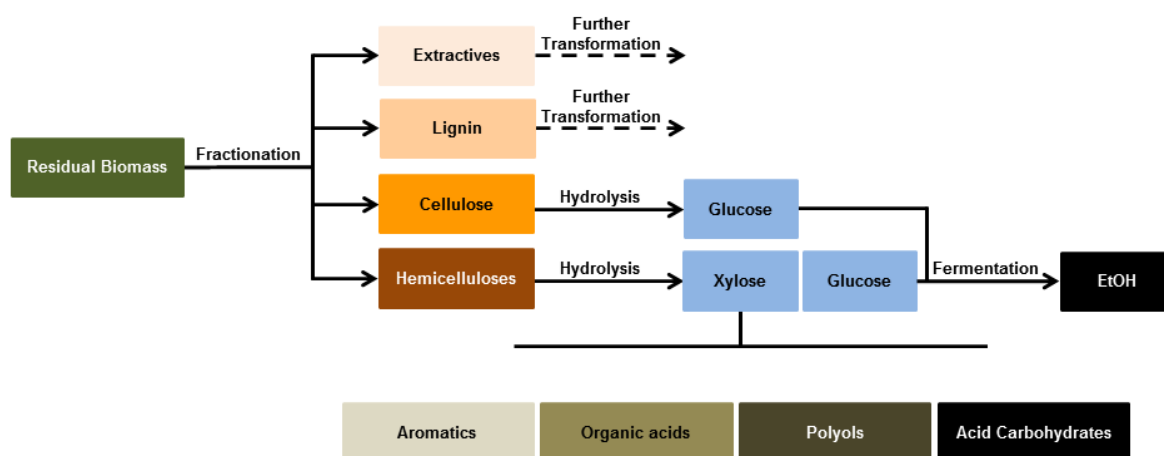 Further
Transformation
Extractives
Further
Transformation
Lignin
Fractionation
Residual Biomass
Hydrolysis
Cellulose
Glucose
Hydrolysis
Fermentation
Hemicelluloses
Xylose
Glucose
EtOH
Aromatics
Organic acids
Polyols
Acid Carbohydrates